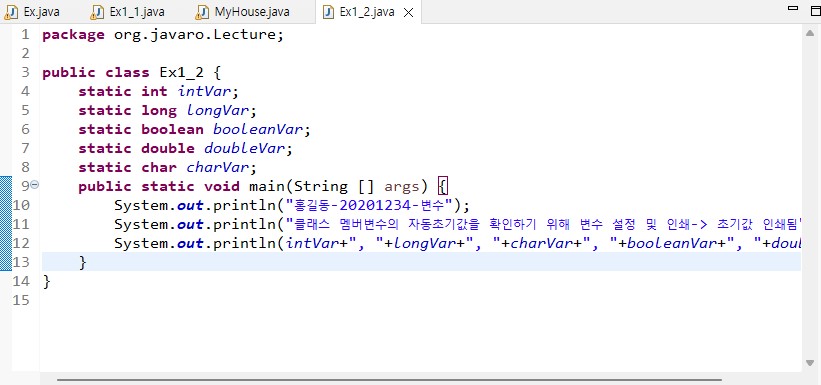 Ex.java Ex1_1.java MyHouse.java Ex1_2.java
1 package org.javaro.Lecture;
2
3 public class Ex1_2 {
4 static int intVar;
5 static long longVar;
6 static boolean booleanVar;
7 static double doubleVar;
8 static char charVar;
9 public static void main(String [] args) {
10 System.out.println("홍길동-20201234-변수");
11 System.out.println("클래스 멤버변수의 자동초기값을 확인하기 위해 변수 설정 및 인쇄-> 초기값 인쇄됨"
12 System.out.println(intVar+", "+longVar+", "+charVar+", "+booleanVar+", "+doub
13 }
14 }
15